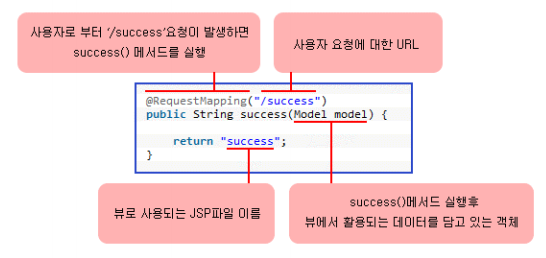 사용자로 부터 '/success'요청이 발생하면
success() 메서드를 실행
사용자 요청에 대한 URL
@RequestMapping("/success")
public String success(Model model) {
return "success";
}
뷰로 사용되는 JSP파일 이름
success()메서드 실행후
뷰에서 활용되는 데이터를 담고 있는 객체